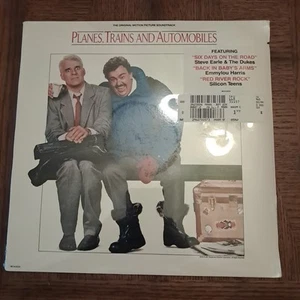 THE ORIGINAL MOTION PICTURE SOUNDTRACK
PLANES, TRAINS AND AUTOMOBILES
FEATURING
"SIX DAYS ON THE ROAD"
Steve Earle & The Dukes
"BACK IN BABY'S ARMS"
Emmylou Harris
"RED RIVER ROCK"
Silicon Teens